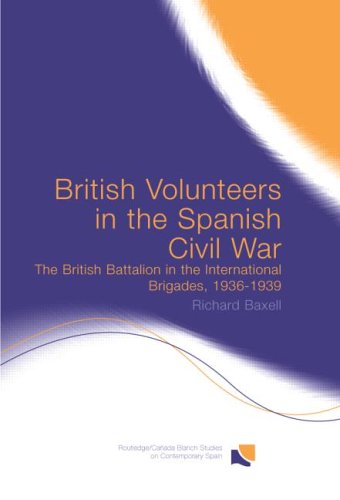 British Volunteers
in the Spanish
Civil War
The British Battalion in the International
Brigades, 1936-1939
Richard Baxell
Routledge/Canada Blanch Studies
on Contemporary Spain